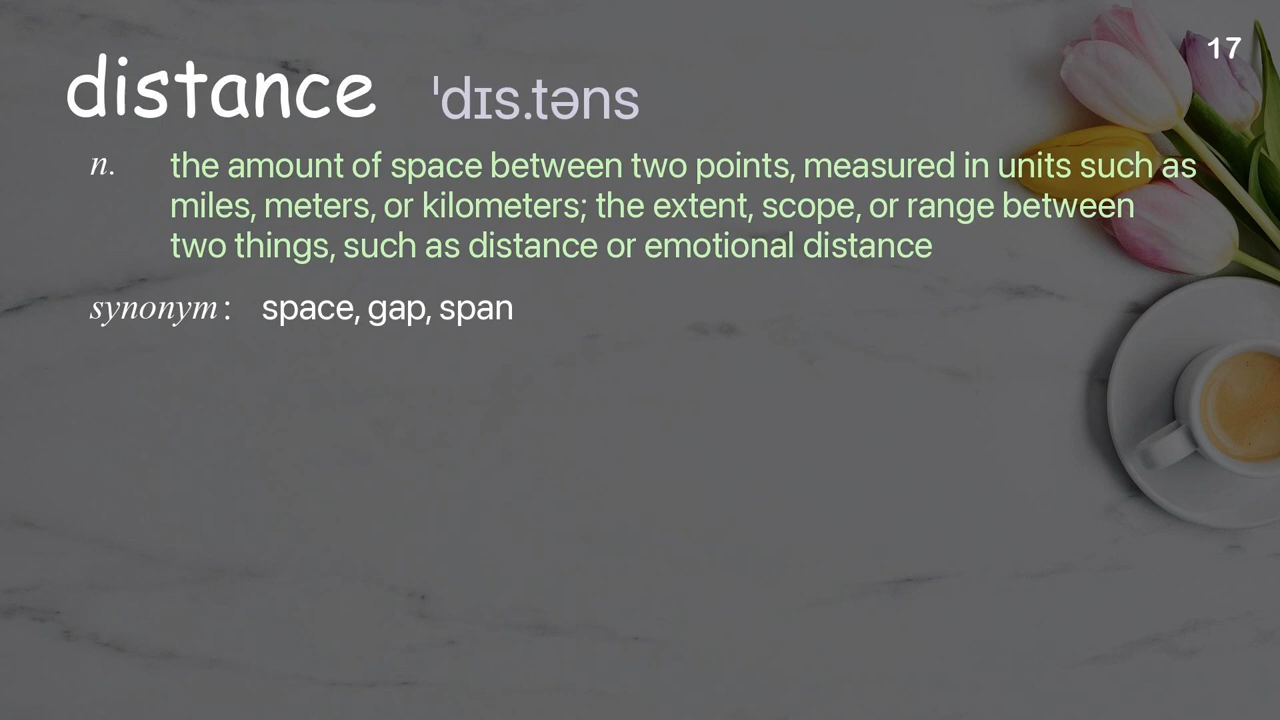 17
distance ˈdɪs.təns
n. the amount of space between two points, measured in units such as
miles, meters, or kilometers; the extent, scope, or range between
two things, such as distance or emotional distance
synonym: space, gap, span